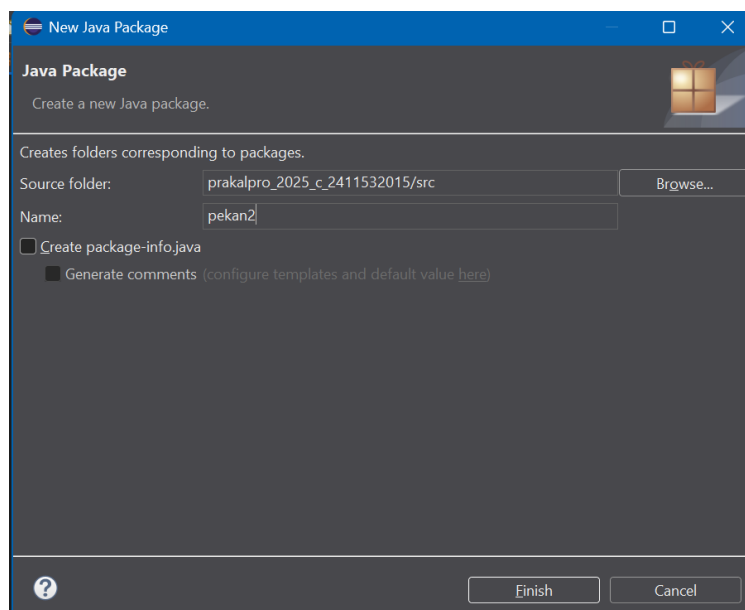 New Java Package
Java Package
Create a new Java package.
Creates folders corresponding to packages.
Source folder: prakalpro_2025_c_2411532015/src Browse...
Name: pekan2
Create package-info.java
Generate comments (configure templates and default value here)
? Finish Cancel